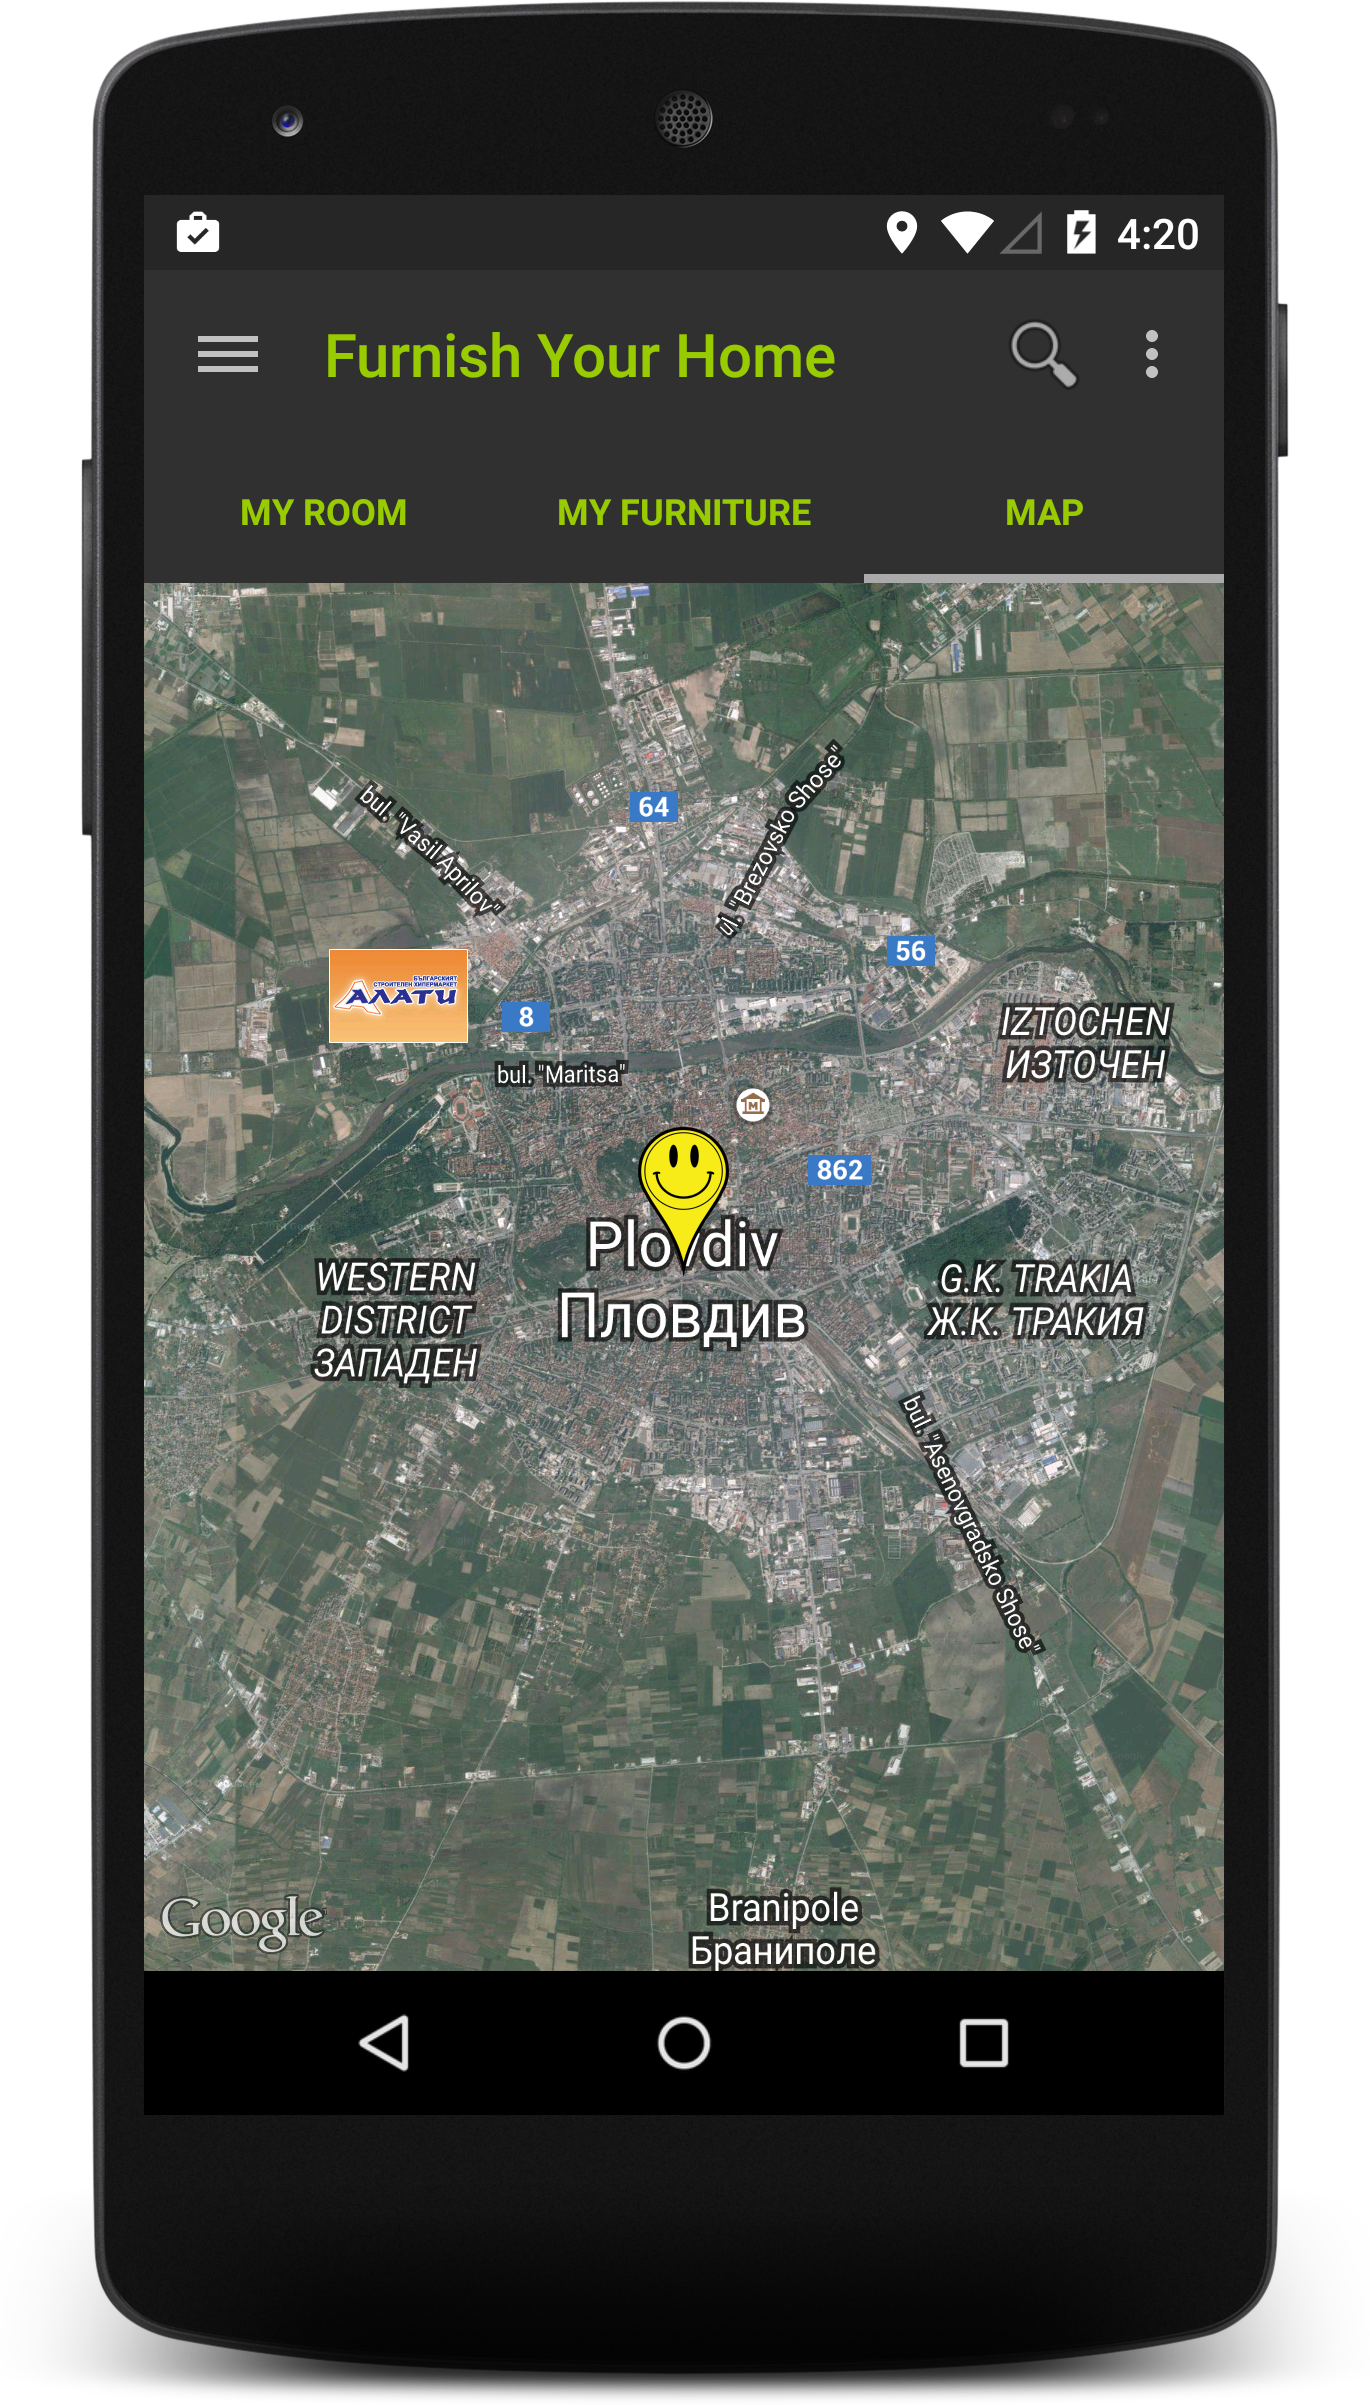 4:20
Furnish Your Home
MY ROOM
MY FURNITURE
MAP
bul. "Vasil Aprilov"
64
ul. "Brezovsko Shose"
56
БЪЛГАРСКИЯТ
СТРОИТЕЛЕН ХИПЕРМАРКЕТ
АЛАТИ
8
IZTOCHEN
ИЗТОЧЕН
bul. "Maritsa"
M
862
Plovdiv
Пловдив
WESTERN
DISTRICT
ЗАПАДЕН
G.K. TRAKIA
Ж.К. ТРАКИЯ
bul. "Asenovgradsko Shose"
Branipole
Браниполе
Google